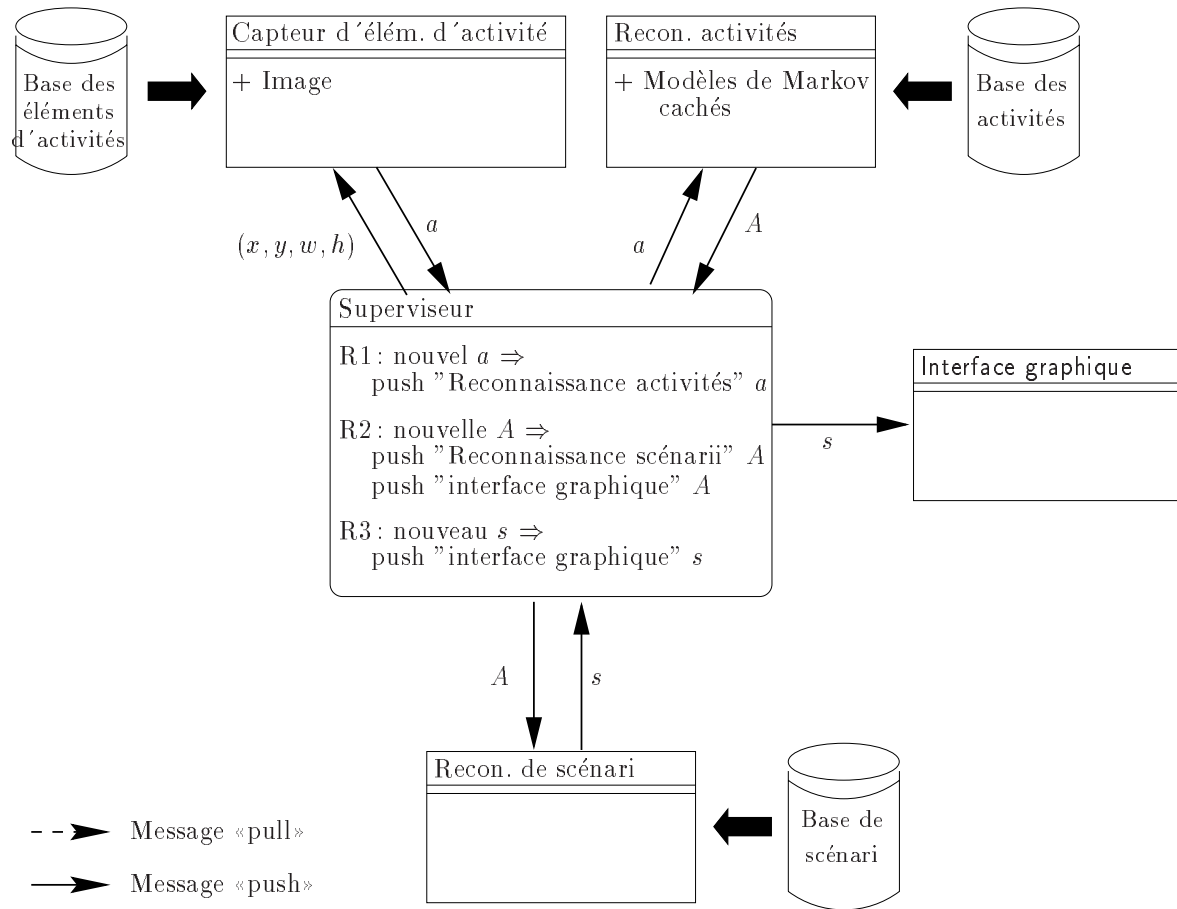 Base des
éléments
d´activités
Capteur d´élém. d´activité
+ Image
Recon. activités
+ Modèles de Markov
cachés
Base des
activités
(x, y, w, h)
a
a
A
Superviseur
R1: nouvel a ⇒
push ”Reconnaissance activités” a
R2: nouvelle A ⇒
push ”Reconnaissance scénarii” A
push ”interface graphique” A
R3: nouveau s ⇒
push ”interface graphique” s
s
Interface graphique
A
s
Recon. de scénari
Base de
scénari
Message «pull»
Message «push»